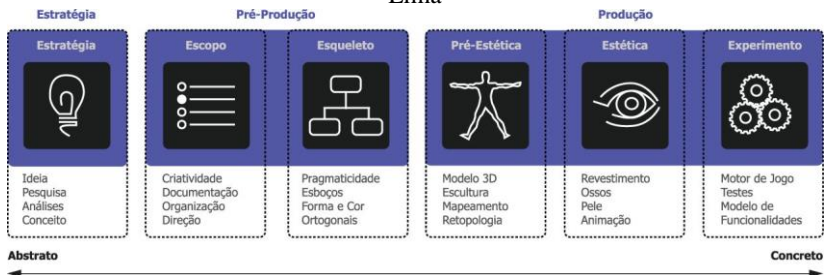 Estratégia
Pré-Produção
Produção
Estratégia
Escopo
Esqueleto
Pré-Estética
Estética
Experimento
Ideia
Pesquisa
Análises
Conceito
Criatividade
Documentação
Organização
Direção
Pragmaticidade
Esboços
Forma e Cor
Ortogonais
Modelo 3D
Escultura
Mapeamento
Retopologia
Revestimento
Ossos
Pele
Animação
Motor de Jogo
Testes
Modelo de
Funcionalidades
Abstrato
Concreto